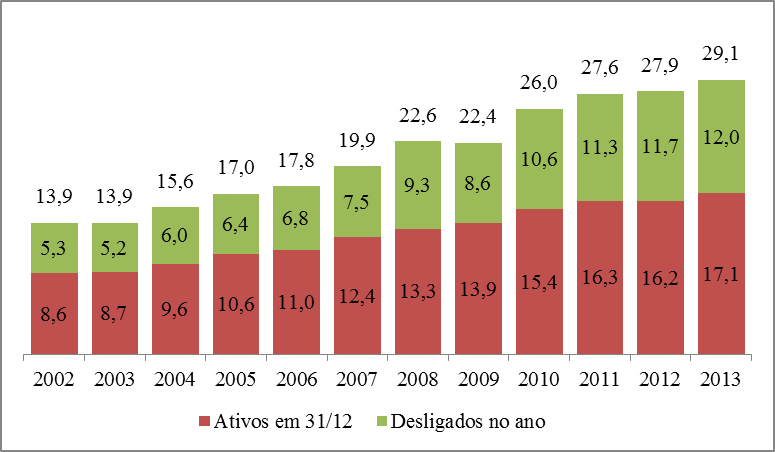 29,1
27,6 27,9
26,0
22,6 22,4
19,9
17,8
17,0
15,6
13,9 13,9
5,3 5,2 6,0 6,4 6,8 7,5 9,3 8,6 10,6 11,3 11,7 12,0
8,6 8,7 9,6 10,6 11,0 12,4 13,3 13,9 15,4 16,3 16,2 17,1
2002 2003 2004 2005 2006 2007 2008 2009 2010 2011 2012 2013
Ativos em 31/12 Desligados no ano